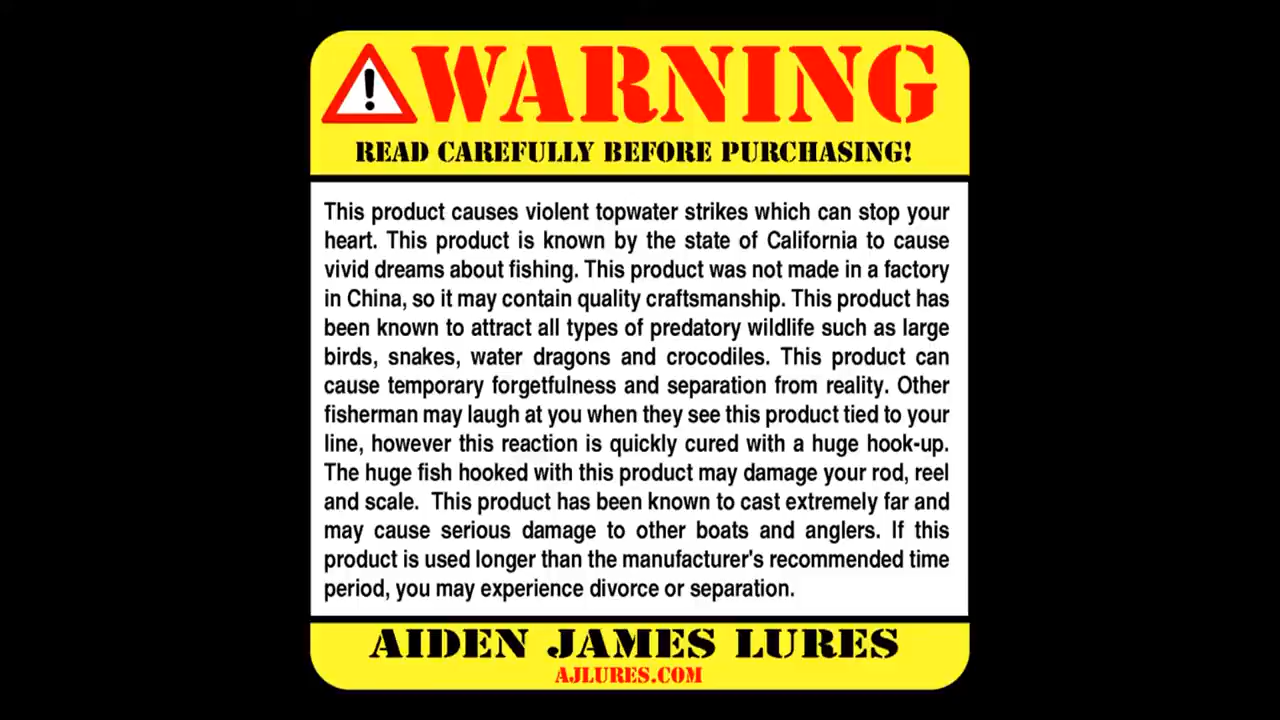 WARNING
READ CAREFULLY BEFORE PURCHASING!
This product causes violent topwater strikes which can stop your
heart. This product is known by the state of California to cause
vivid dreams about fishing. This product was not made in a factory
in China, so it may contain quality craftsmanship. This product has
been known to attract all types of predatory wildlife such as large
birds, snakes, water dragons and crocodiles. This product can
cause temporary forgetfulness and separation from reality. Other
fisherman may laugh at you when they see this product tied to your
line, however this reaction is quickly cured with a huge hook-up.
The huge fish hooked with this product may damage your rod, reel
and scale.  This product has been known to cast extremely far and
may cause serious damage to other boats and anglers. If this
product is used longer than the manufacturer's recommended time
period, you may experience divorce or separation.
AIDEN JAMES LURES
AJLURES.COM